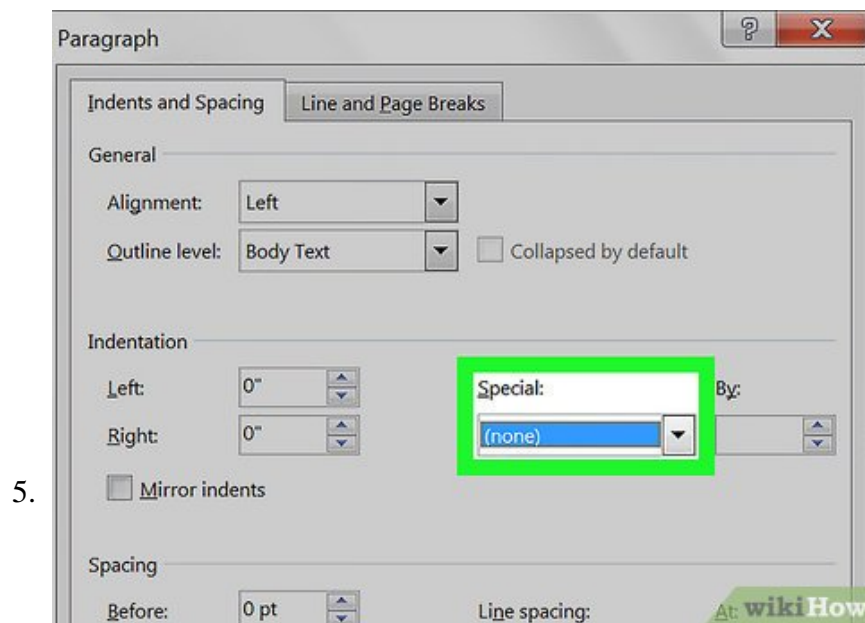 Paragraph
Indents and Spacing Line and Page Breaks
General
Alignment: Left
Outline level: Body Text Collapsed by default
Indentation
Left: 0" Special: By:
Right: 0" (none)
5. Mirror indents
Spacing
Before: 0 pt Line spacing: At:
wikiHow